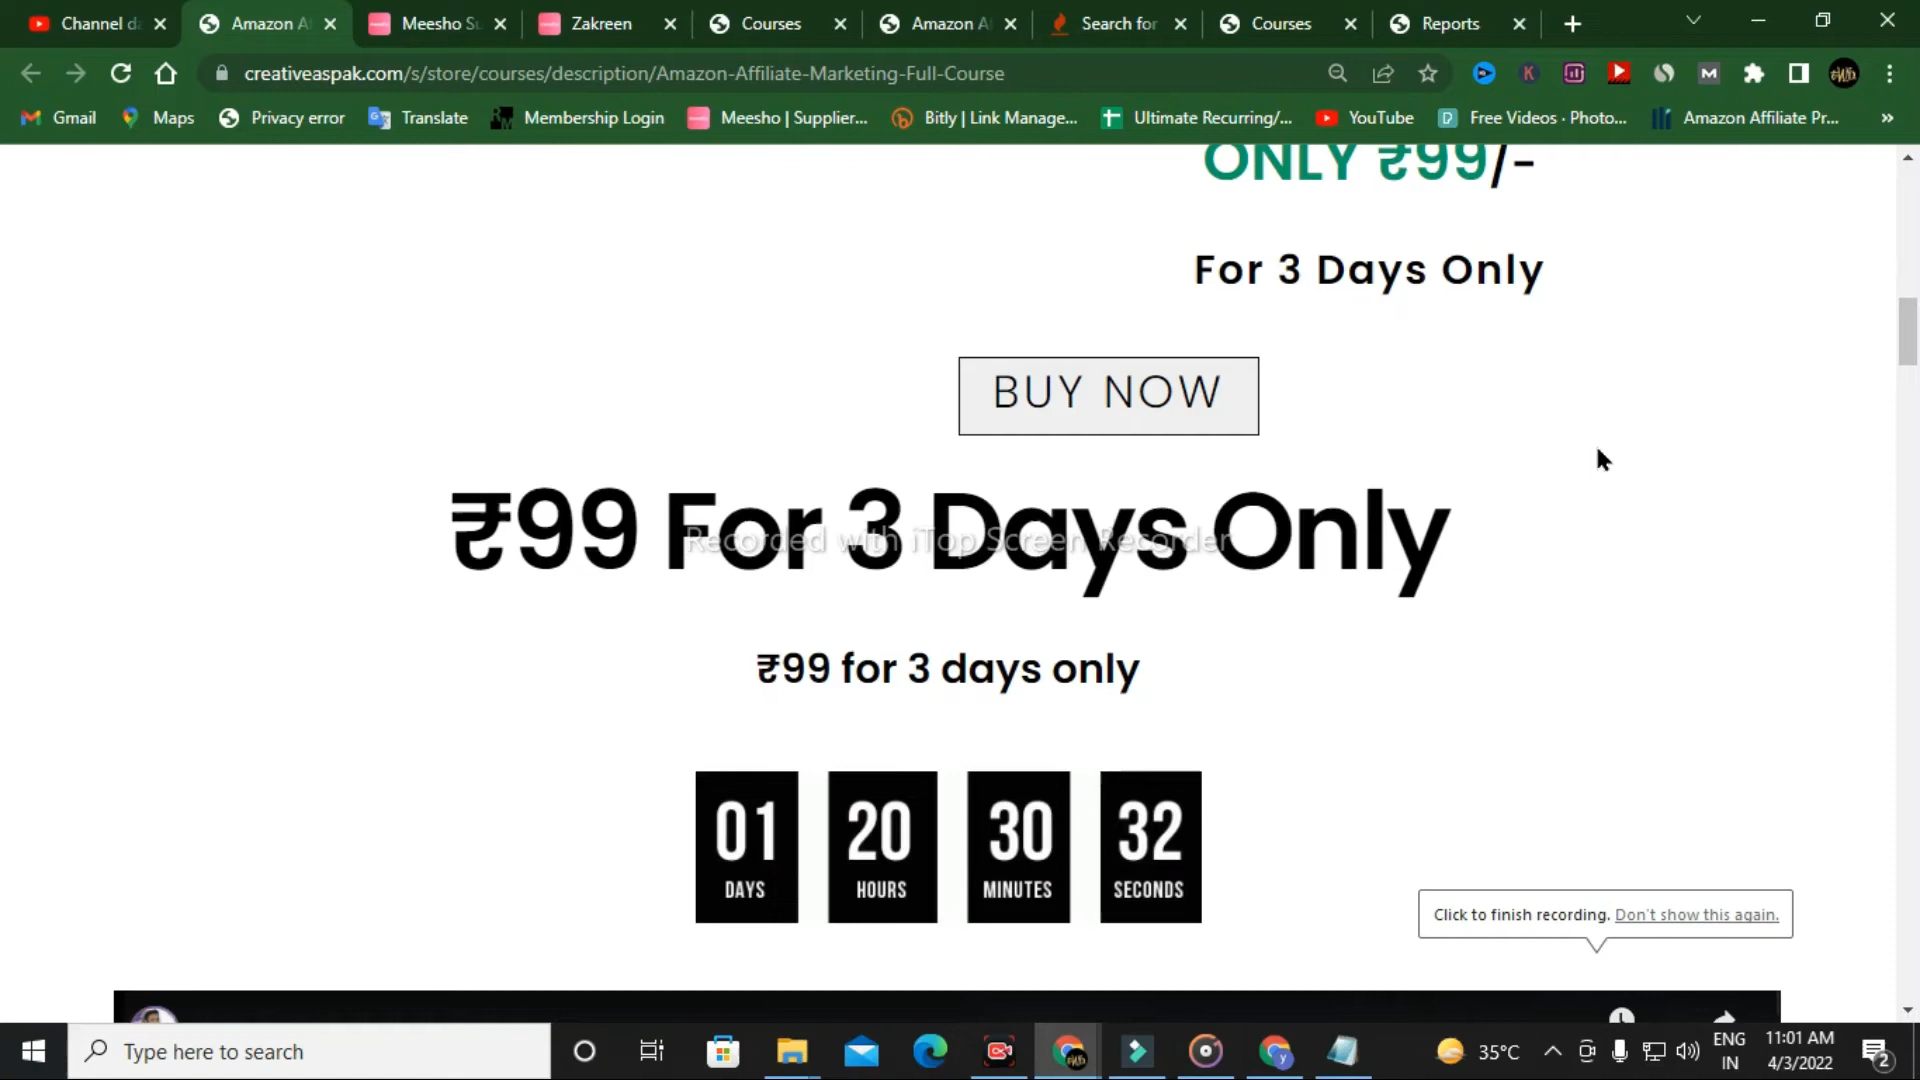 Channel da
Amazon A
Meesho Su
Zakreen
Courses
Amazon A
Search for
Courses
Reports
creativeaspak.com/s/store/courses/description/Amazon-Affiliate-Marketing-Full-Course
Gmail
Maps
Privacy error
Translate
Membership Login
Meesho | Supplier...
Bitly | Link Manage...
Ultimate Recurring/...
YouTube
Free Videos · Photo...
Amazon Affiliate Pr...
ONLY ₹99/-
For 3 Days Only
BUY NOW
₹99 For 3 Days Only
Recorded with iTop Screen Recorder
₹99 for 3 days only
01 20 30 32
DAYS HOURS MINUTES SECONDS
Click to finish recording. Don't show this again.
Type here to search
35°C
ENG
IN
11:01 AM
4/3/2022
2